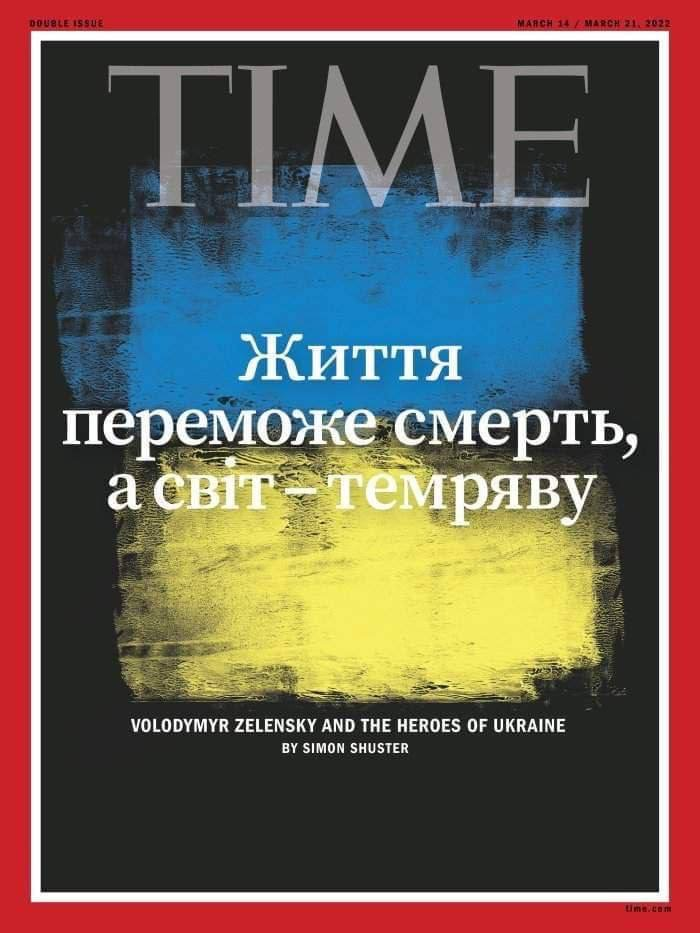 DOUBLE ISSUE
MARCH 14 / MARCH 21, 2022
TIME
Життя
переможе смерть,
а світ – темряву
VOLODYMYR ZELENSKY AND THE HEROES OF UKRAINE
BY SIMON SHUSTER
time.com